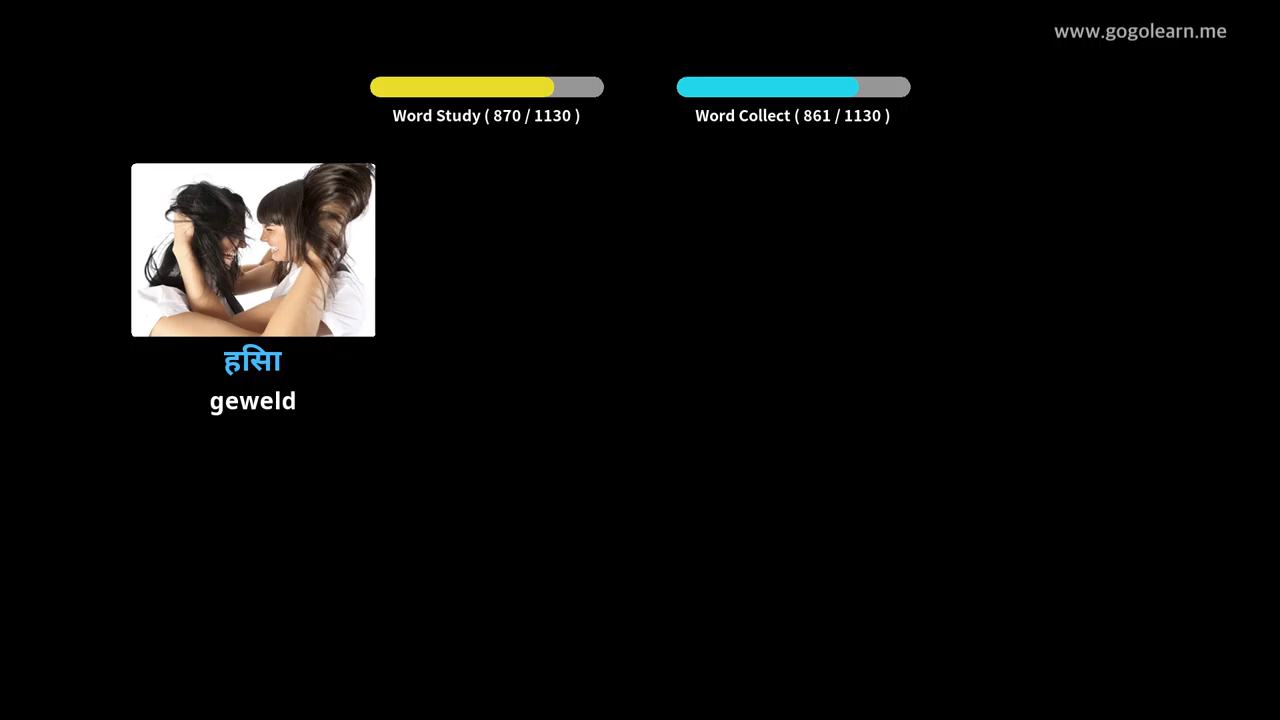 www.gogolearn.me
Word Study ( 870 / 1130 )
Word Collect ( 861 / 1130 )
हिंसा
geweld